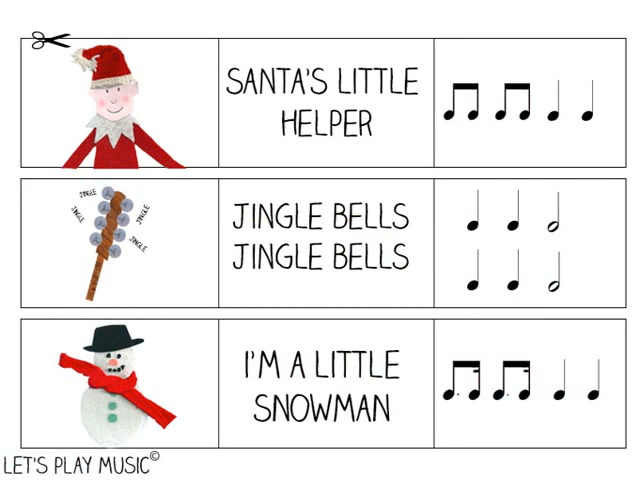 SANTA'S LITTLE
HELPER
JINGLE
JINGLE
JINGLE
JINGLE
JINGLE BELLS
JINGLE BELLS
I'M A LITTLE
SNOWMAN
LET'S PLAY MUSIC©